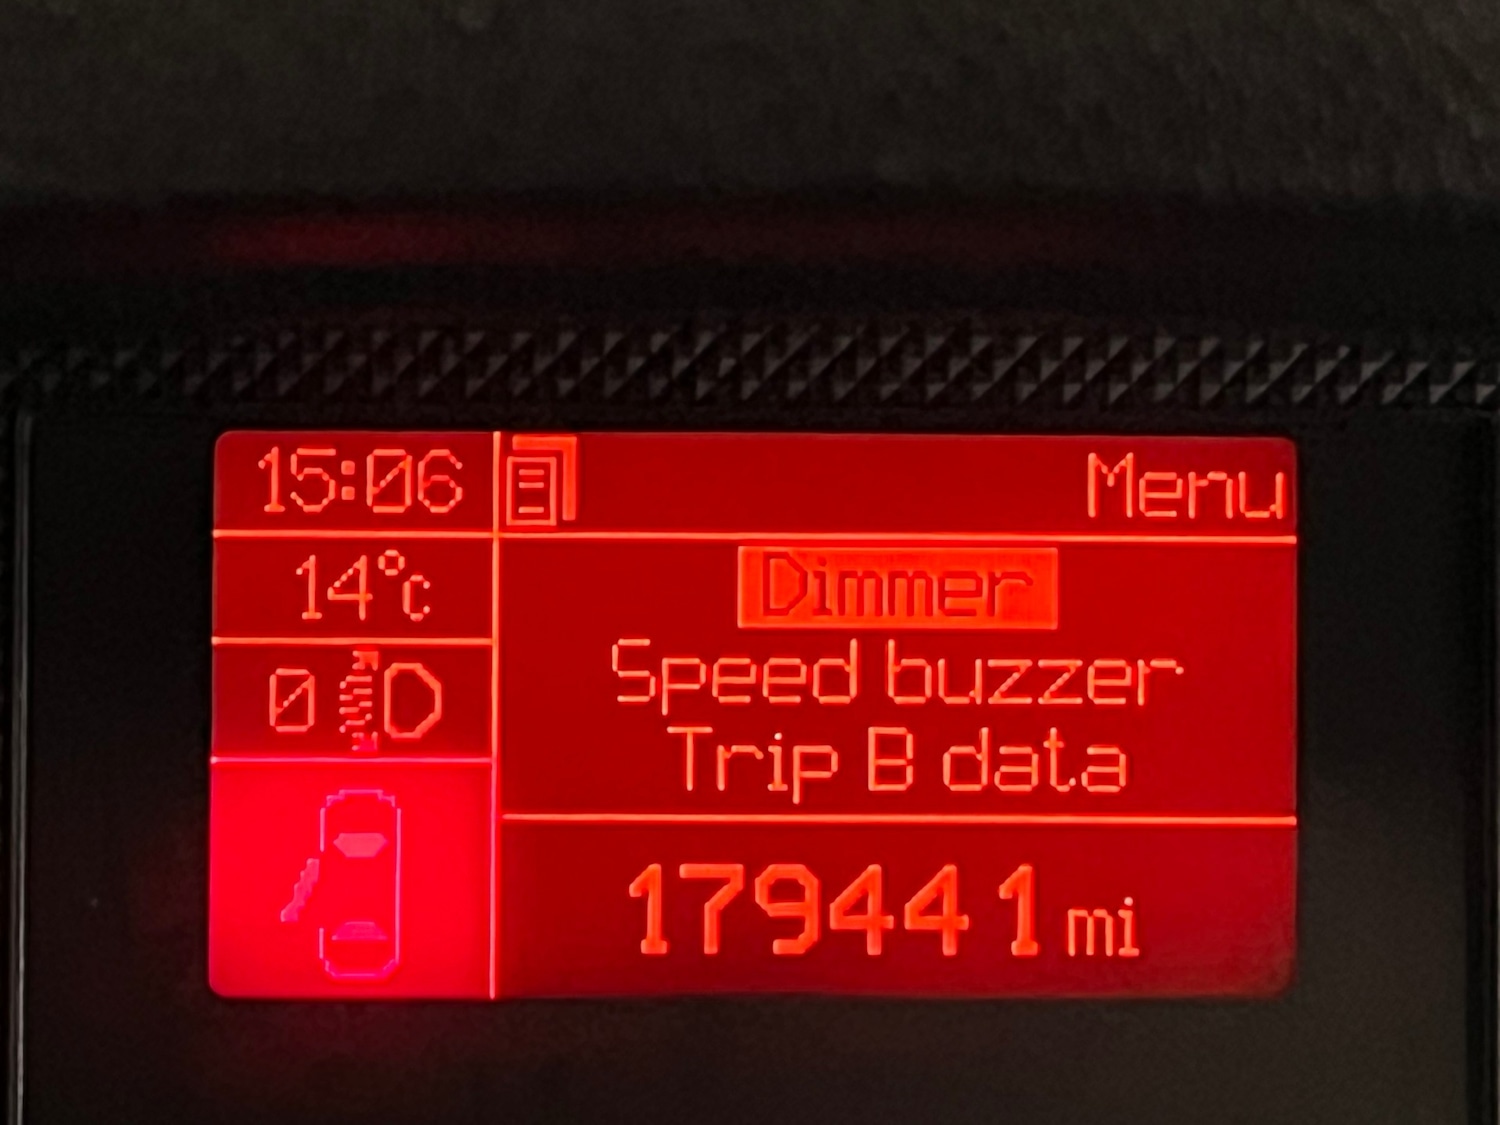 15:06
Menu
14°c
Dimmer
0
Speed buzzer
Trip B data
179441 mi